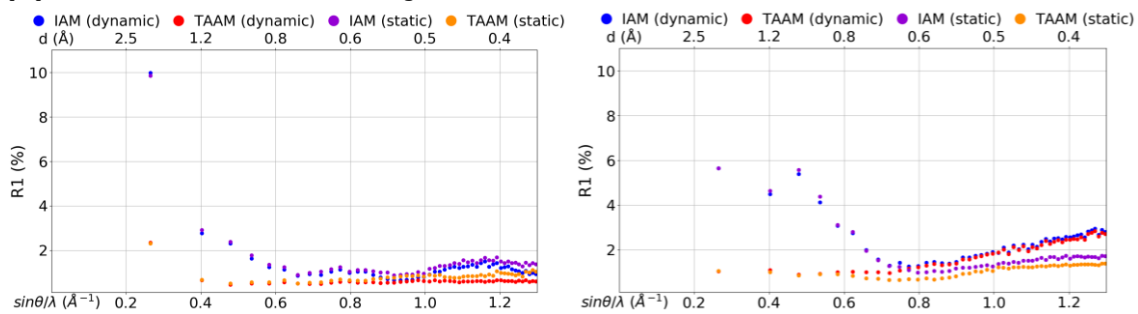 IAM (dynamic) TAAM (dynamic) IAM (static) TAAM (static)
d (Å) 2.5 1.2 0.8 0.6 0.5 0.4
10
8
6
4
2
R1 (%)
sinθ/λ (Å⁻¹) 0.2 0.4 0.6 0.8 1.0 1.2
IAM (dynamic) TAAM (dynamic) IAM (static) TAAM (static)
d (Å) 2.5 1.2 0.8 0.6 0.5 0.4
10
8
6
4
2
R1 (%)
sinθ/λ (Å⁻¹) 0.2 0.4 0.6 0.8 1.0 1.2